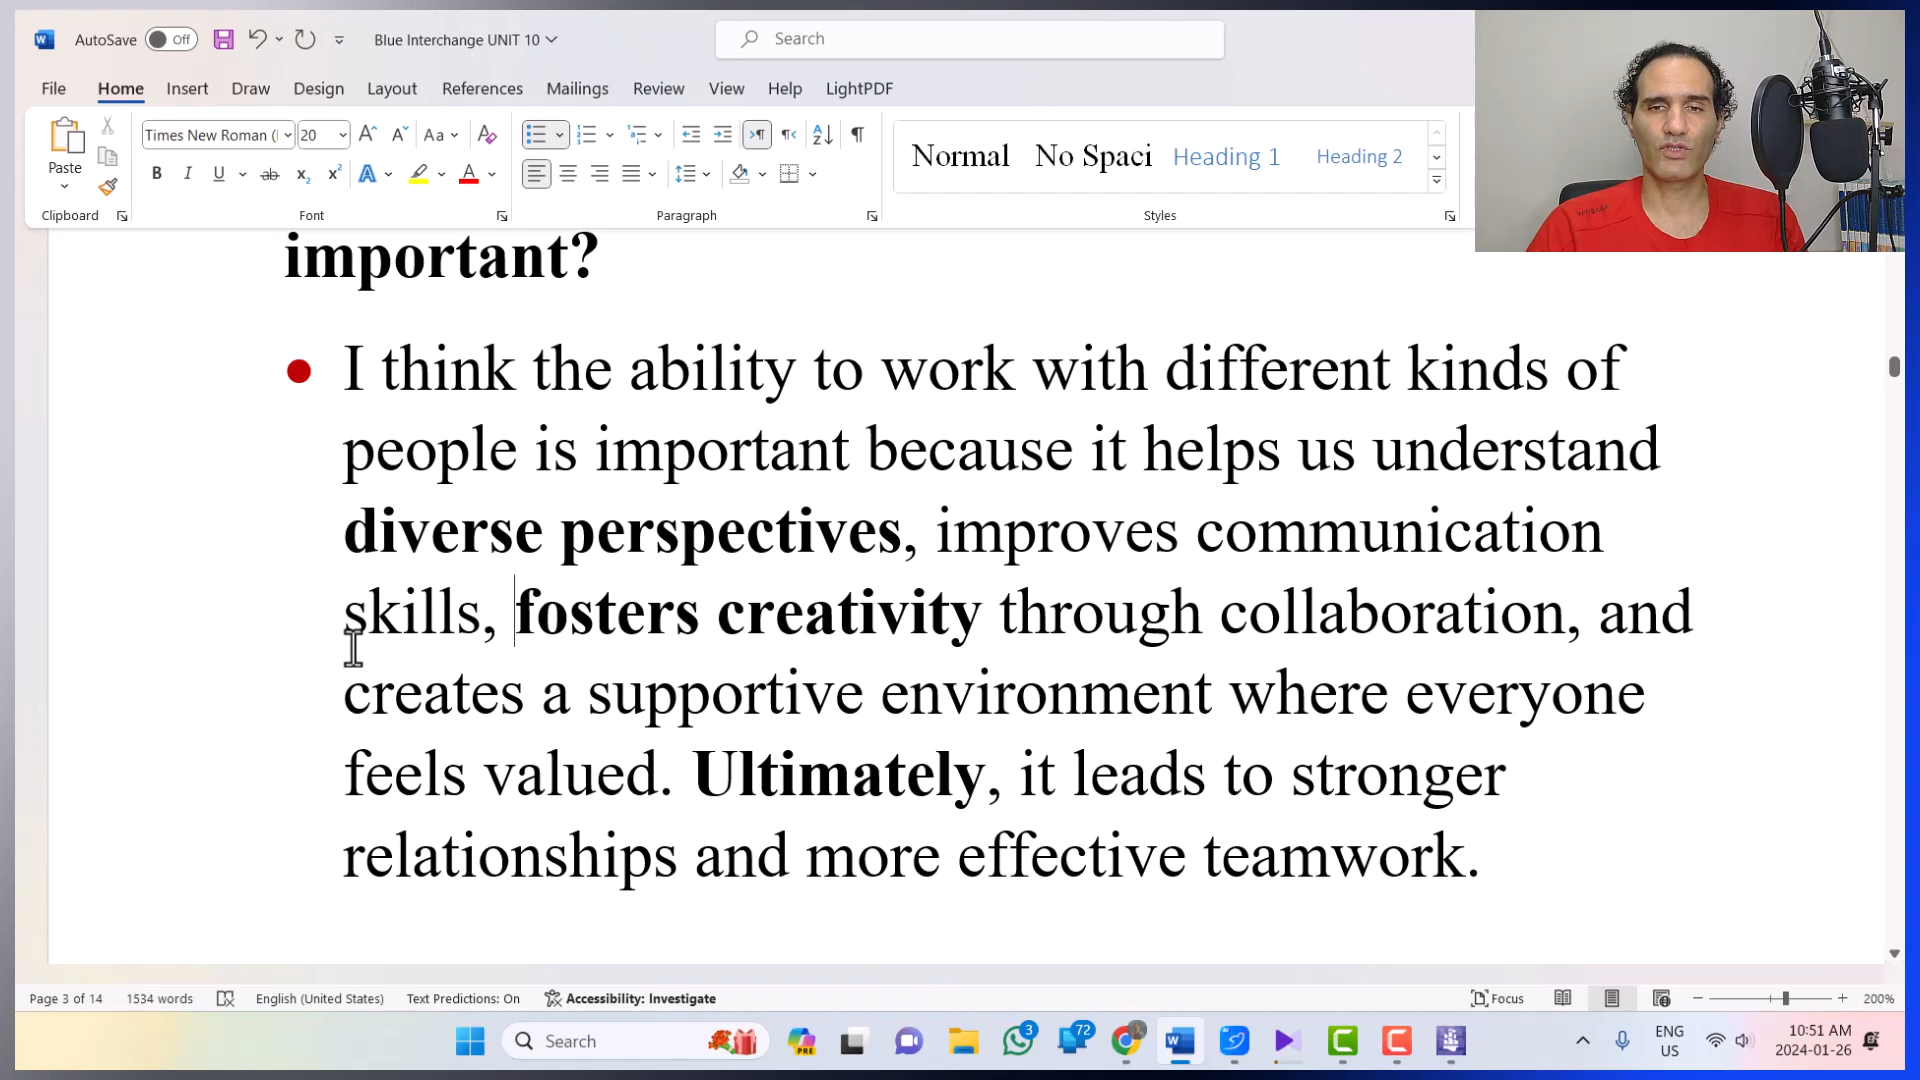 AutoSave Off Blue Interchange UNIT 10 Search
File Home Insert Draw Design Layout References Mailings Review View Help LightPDF
Paste
Times New Roman ( 20
Normal No Spaci Heading 1 Heading 2
Clipboard Font Paragraph Styles
important?
I think the ability to work with different kinds of
people is important because it helps us understand
diverse perspectives, improves communication
skills, fosters creativity through collaboration, and
creates a supportive environment where everyone
feels valued. Ultimately, it leads to stronger
relationships and more effective teamwork.
Page 3 of 14 1534 words English (United States) Text Predictions: On Accessibility: Investigate Focus 200%
Search PRE 3 72 ENG 10:51 AM
US 2024-01-26